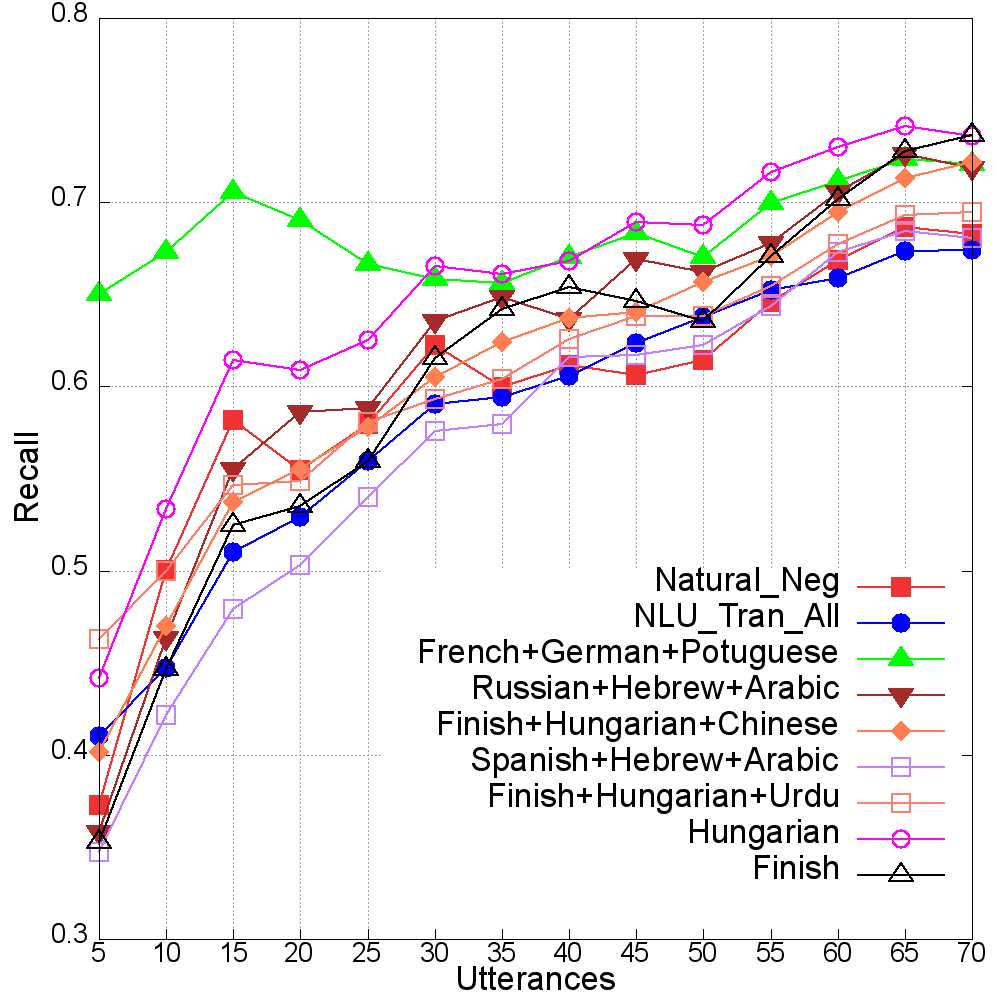 0.8
0.7
0.6
0.5
0.4
0.3
Recall
Natural_Neg
NLU_Tran_All
French+German+Potuguese
Russian+Hebrew+Arabic
Finish+Hungarian+Chinese
Spanish+Hebrew+Arabic
Finish+Hungarian+Urdu
Hungarian
Finish
5 10 15 20 25 30 35 40 45 50 55 60 65 70
Utterances